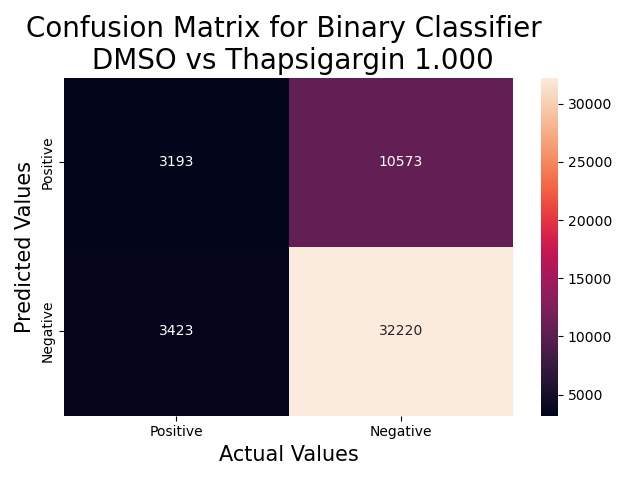 Confusion Matrix for Binary Classifier
DMSO vs Thapsigargin 1.000
Predicted Values
Positive
Negative
3193
10573
3423
32220
Positive
Negative
Actual Values
30000
25000
20000
15000
10000
5000